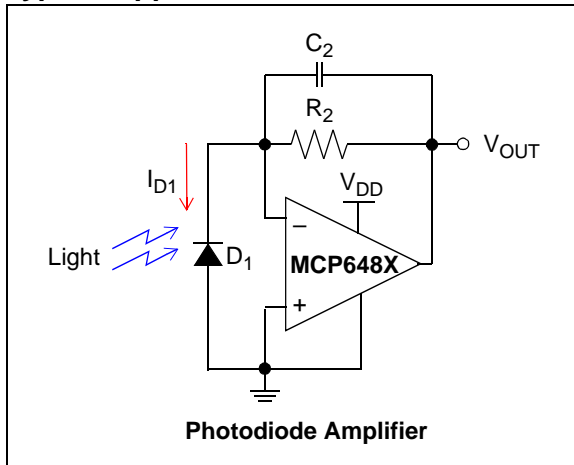 C2
R2
VOUT
ID1
VDD
Light
D1
–
MCP648X
+
Photodiode Amplifier